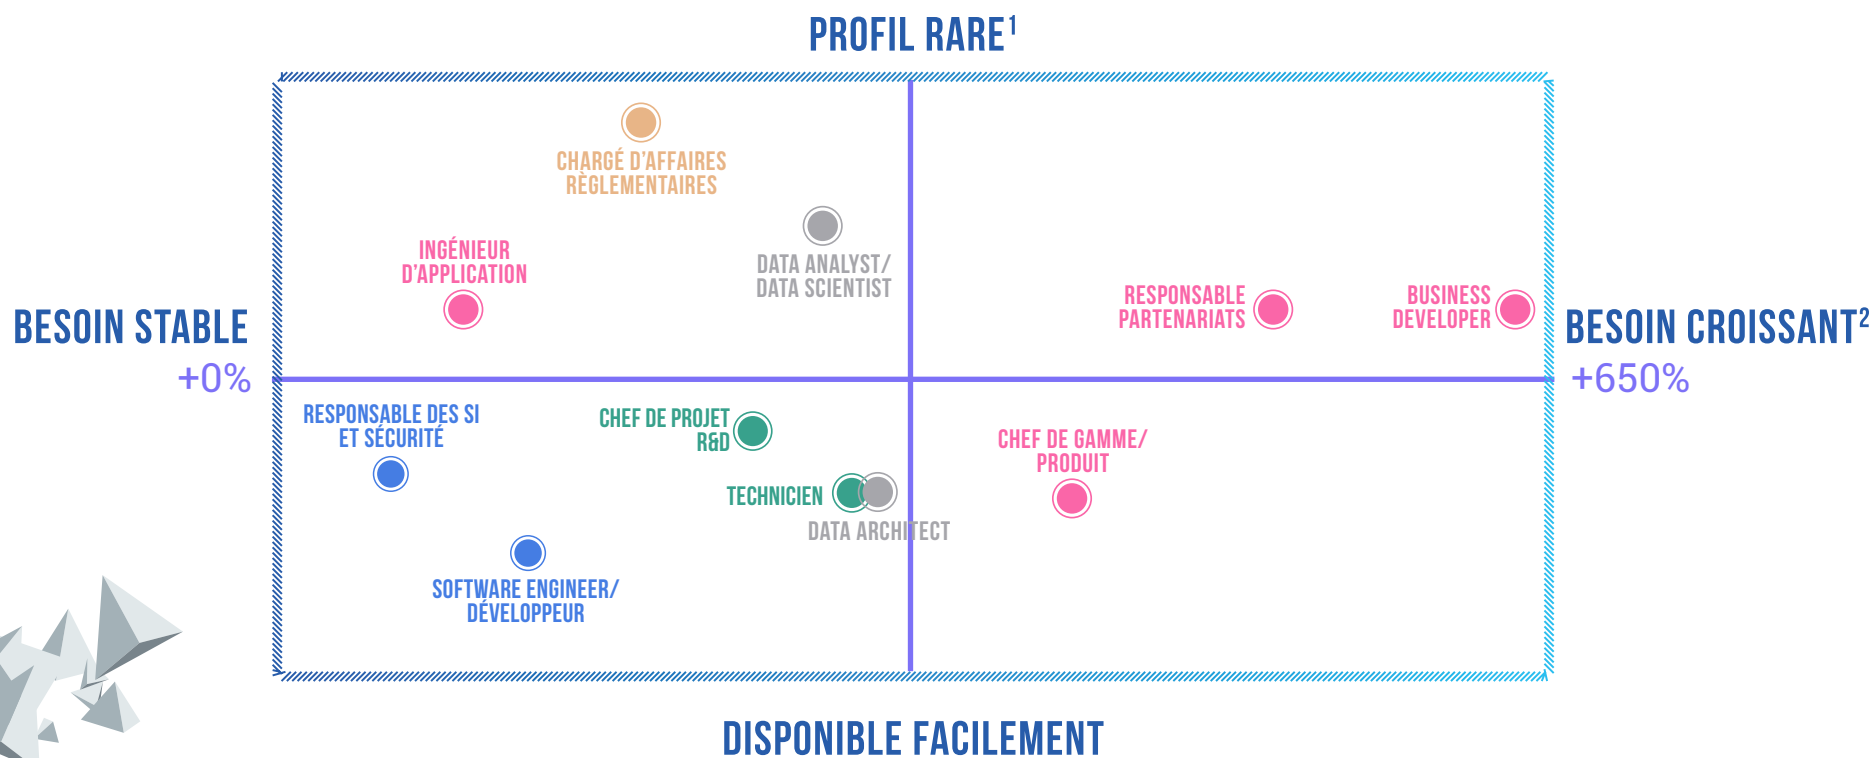 PROFIL RARE¹
CHARGÉ D'AFFAIRES
RÈGLEMENTAIRES
INGÉNIEUR
D'APPLICATION
DATA ANALYST/
DATA SCIENTIST
RESPONSABLE
PARTENARIATS
BUSINESS
DEVELOPER
BESOIN STABLE
+0%
BESOIN CROISSANT²
+650%
RESPONSABLE DES SI
ET SÉCURITÉ
CHEF DE PROJET
R&D
CHEF DE GAMME/
PRODUIT
TECHNICIEN
DATA ARCHITECT
SOFTWARE ENGINEER/
DÉVELOPPEUR
DISPONIBLE FACILEMENT